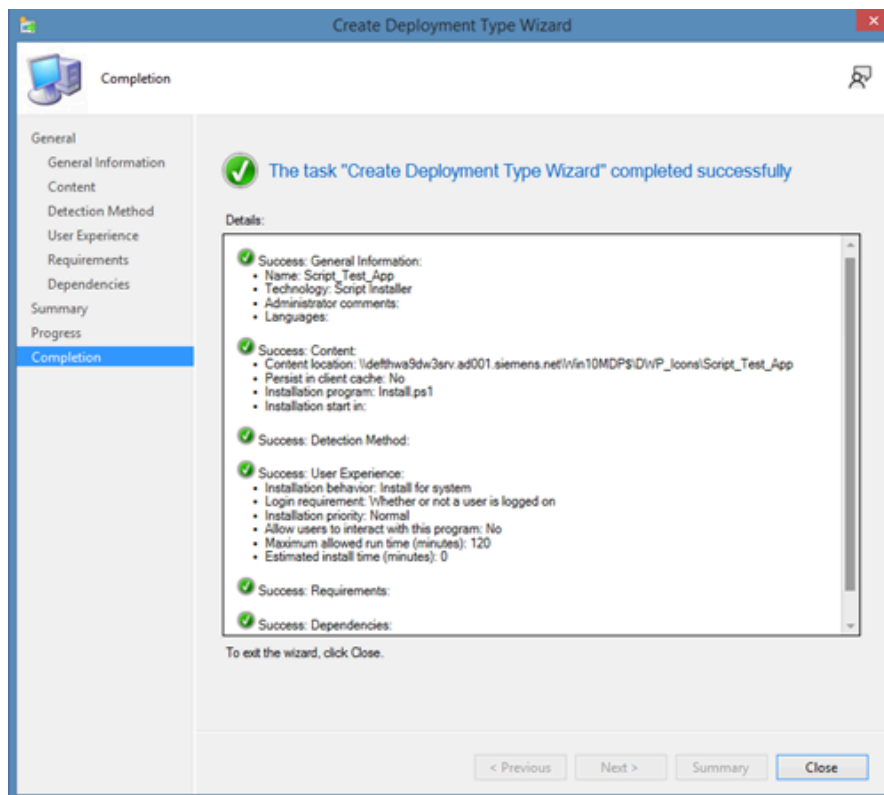 Create Deployment Type Wizard
Completion
General
General Information
Content
Detection Method
User Experience
Requirements
Dependencies
Summary
Progress
Completion
The task "Create Deployment Type Wizard" completed successfully
Details:
Success: General Information:
• Name: Script_Test_App
• Technology: Script Installer
• Administrator comments:
• Languages:
Success: Content:
• Content location: \\defthwa9dw3srv.ad001.siemens.net\Win10MDP$\DWP_Icons\Script_Test_App
• Persist in client cache: No
• Installation program: Install.ps1
• Installation start in:
Success: Detection Method:
Success: User Experience:
• Installation behavior: Install for system
• Login requirement: Whether or not a user is logged on
• Installation priority: Normal
• Allow users to interact with this program: No
• Maximum allowed run time (minutes): 120
• Estimated install time (minutes): 0
Success: Requirements:
Success: Dependencies:
To exit the wizard, click Close.
< Previous
Next >
Summary
Close